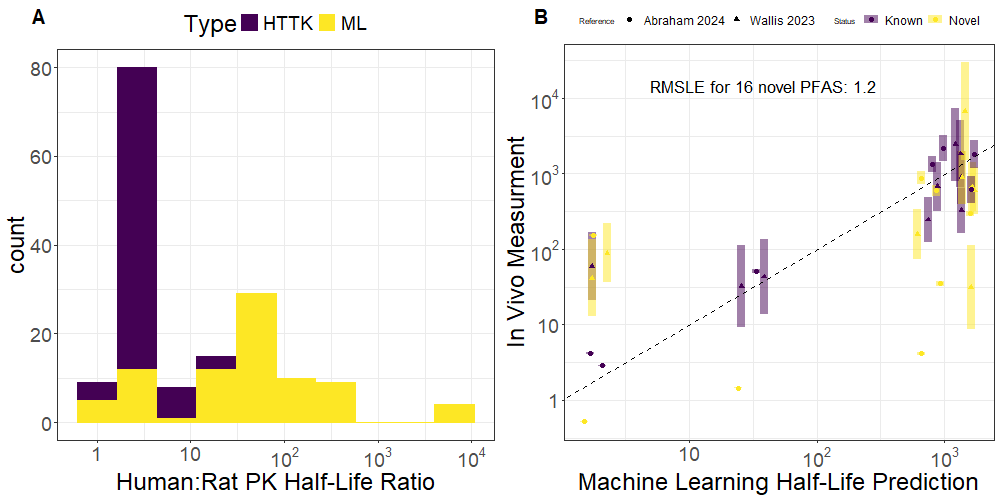 A
Type HTTK ML
count
80
60
40
20
0
1 10 10² 10³ 10⁴
Human:Rat PK Half-Life Ratio
B
Reference Abraham 2024 Wallis 2023 Status Known Novel
RMSLE for 16 novel PFAS: 1.2
In Vivo Measurment
10⁴
10³
10²
10
1
10 10² 10³
Machine Learning Half-Life Prediction